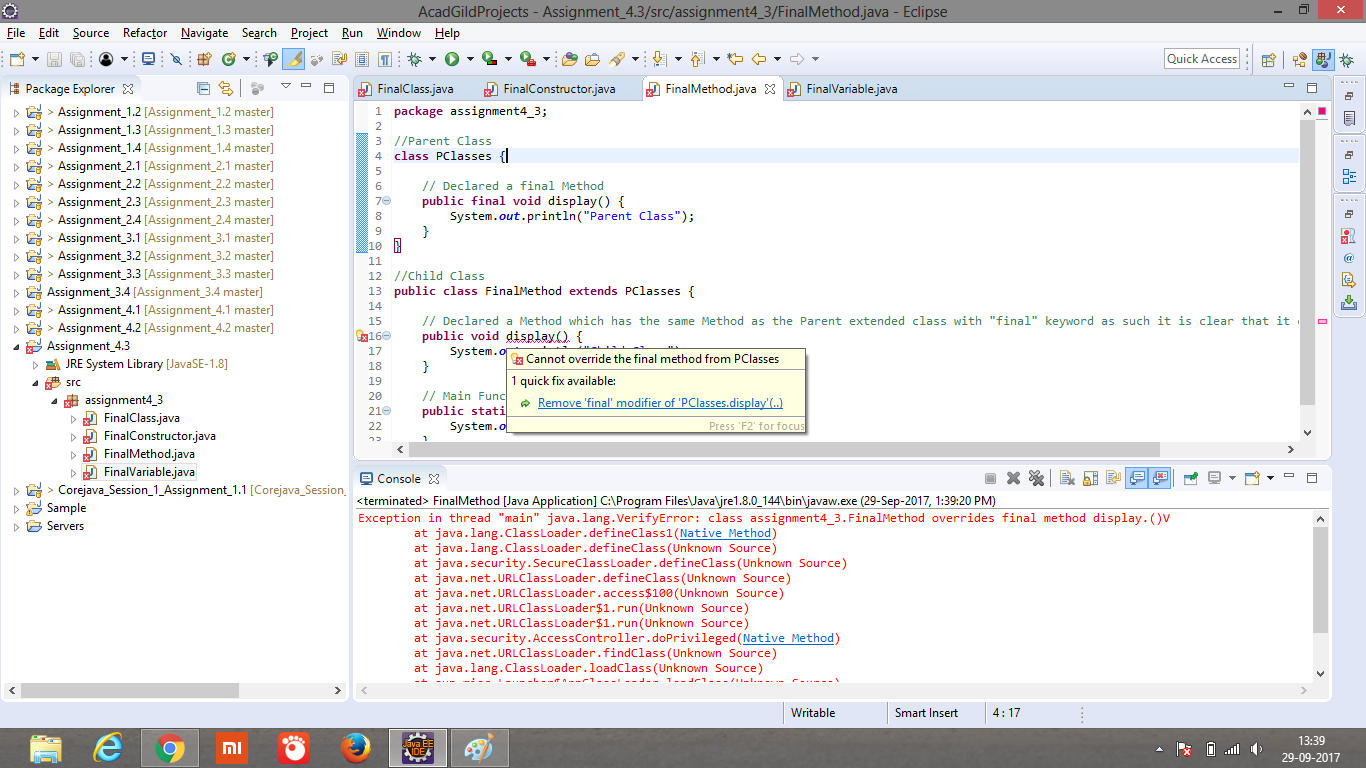 AcadGildProjects - Assignment_4.3/src/assignment4_3/FinalMethod.java - Eclipse
File Edit Source Refactor Navigate Search Project Run Window Help
Quick Access
Package Explorer
> Assignment_1.2 [Assignment_1.2 master]
> Assignment_1.3 [Assignment_1.3 master]
> Assignment_1.4 [Assignment_1.4 master]
> Assignment_2.1 [Assignment_2.1 master]
> Assignment_2.2 [Assignment_2.2 master]
> Assignment_2.3 [Assignment_2.3 master]
> Assignment_2.4 [Assignment_2.4 master]
> Assignment_3.1 [Assignment_3.1 master]
> Assignment_3.2 [Assignment_3.2 master]
> Assignment_3.3 [Assignment_3.3 master]
Assignment_3.4 [Assignment_3.4 master]
> Assignment_4.1 [Assignment_4.1 master]
> Assignment_4.2 [Assignment_4.2 master]
Assignment_4.3
JRE System Library [JavaSE-1.8]
src
assignment4_3
FinalClass.java
FinalConstructor.java
FinalMethod.java
FinalVariable.java
> Corejava_Session_1_Assignment_1.1 [Corejava_Session_
Sample
Servers
FinalClass.java FinalConstructor.java FinalMethod.java FinalVariable.java
1 package assignment4_3;
2
3 //Parent Class
4 class PClasses {
5
6 // Declared a final Method
7 public final void display() {
8 System.out.println("Parent Class");
9 }
10 }
11
12 //Child Class
13 public class FinalMethod extends PClasses {
14
15 // Declared a Method which has the same Method as the Parent extended class with "final" keyword as such it is clear that it
16 public void display() {
17 System.o
18 }
19
20 // Main Func
21 public stati
22 System.o
23 }
Cannot override the final method from PClasses
1 quick fix available:
Remove 'final' modifier of 'PClasses.display'(..)
Press 'F2' for focus
Console
<terminated> FinalMethod [Java Application] C:\Program Files\Java\jre1.8.0_144\bin\javaw.exe (29-Sep-2017, 1:39:20 PM)
Exception in thread "main" java.lang.VerifyError: class assignment4_3.FinalMethod overrides final method display.()V
at java.lang.ClassLoader.defineClass1(Native Method)
at java.lang.ClassLoader.defineClass(Unknown Source)
at java.security.SecureClassLoader.defineClass(Unknown Source)
at java.net.URLClassLoader.defineClass(Unknown Source)
at java.net.URLClassLoader.access$100(Unknown Source)
at java.net.URLClassLoader$1.run(Unknown Source)
at java.net.URLClassLoader$1.run(Unknown Source)
at java.security.AccessController.doPrivileged(Native Method)
at java.net.URLClassLoader.findClass(Unknown Source)
at java.lang.ClassLoader.loadClass(Unknown Source)
at sun.misc.Launcher$AppClassLoader.loadClass(Unknown Source)
Writable Smart Insert 4 : 17
mi
Java EE
IDE
13:39
29-09-2017